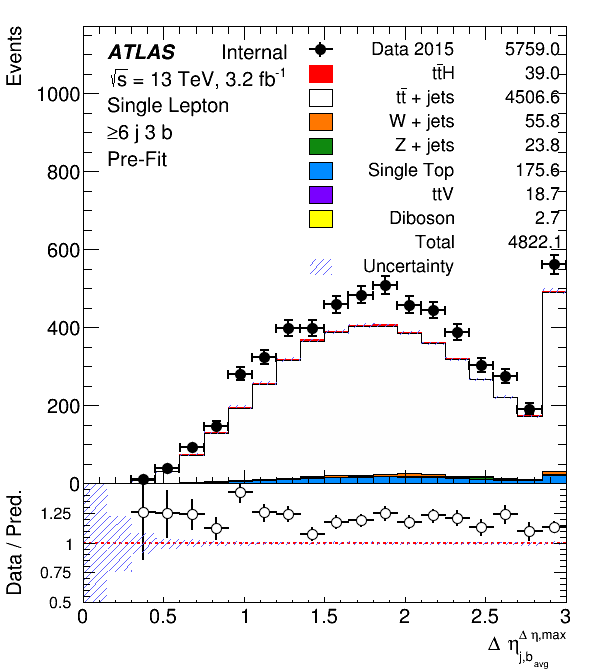 Events
ATLAS Internal
√s = 13 TeV, 3.2 fb⁻¹
Single Lepton
≥6 j 3 b
Pre-Fit
Data 2015 5759.0
tt̄H 39.0
tt̄ + jets 4506.6
W + jets 55.8
Z + jets 23.8
Single Top 175.6
ttV 18.7
Diboson 2.7
Total 4822.1
Uncertainty
1000
800
600
400
200
0
Data / Pred.
1.25
1
0.75
0.5
0 0.5 1 1.5 2 2.5 3
Δ η_{j,b_{avg}}^{Δ η,max}